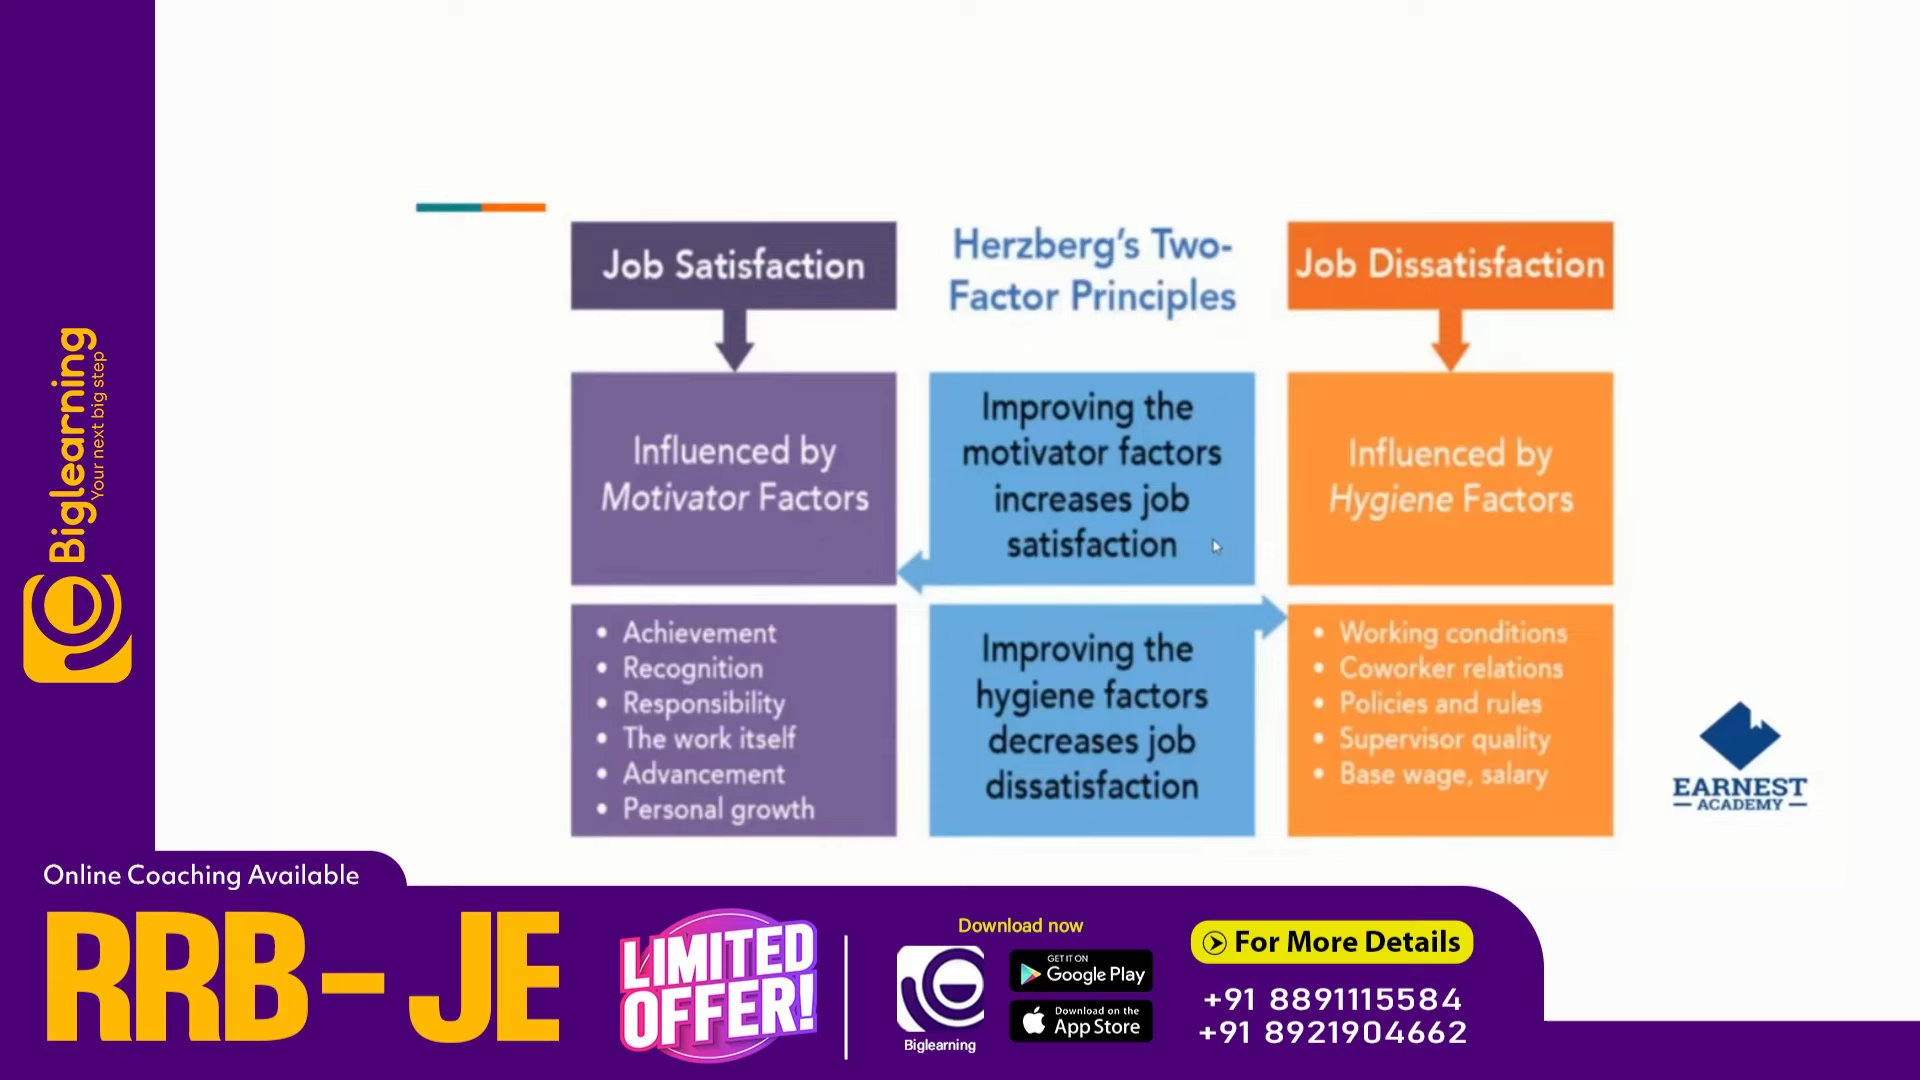 Job Satisfaction
Herzberg's Two-
Factor Principles
Job Dissatisfaction
Influenced by
Motivator Factors
Improving the
motivator factors
increases job
satisfaction
Influenced by
Hygiene Factors
• Achievement
• Recognition
• Responsibility
• The work itself
• Advancement
• Personal growth
Improving the
hygiene factors
decreases job
dissatisfaction
• Working conditions
• Coworker relations
• Policies and rules
• Supervisor quality
• Base wage, salary
EARNEST
ACADEMY
Biglearning
Your next big step
Online Coaching Available
RRB-JE
LIMITED
OFFER!
Download now
Biglearning
GET IT ON
Google Play
Download on the
App Store
For More Details
+91 8891115584
+91 8921904662